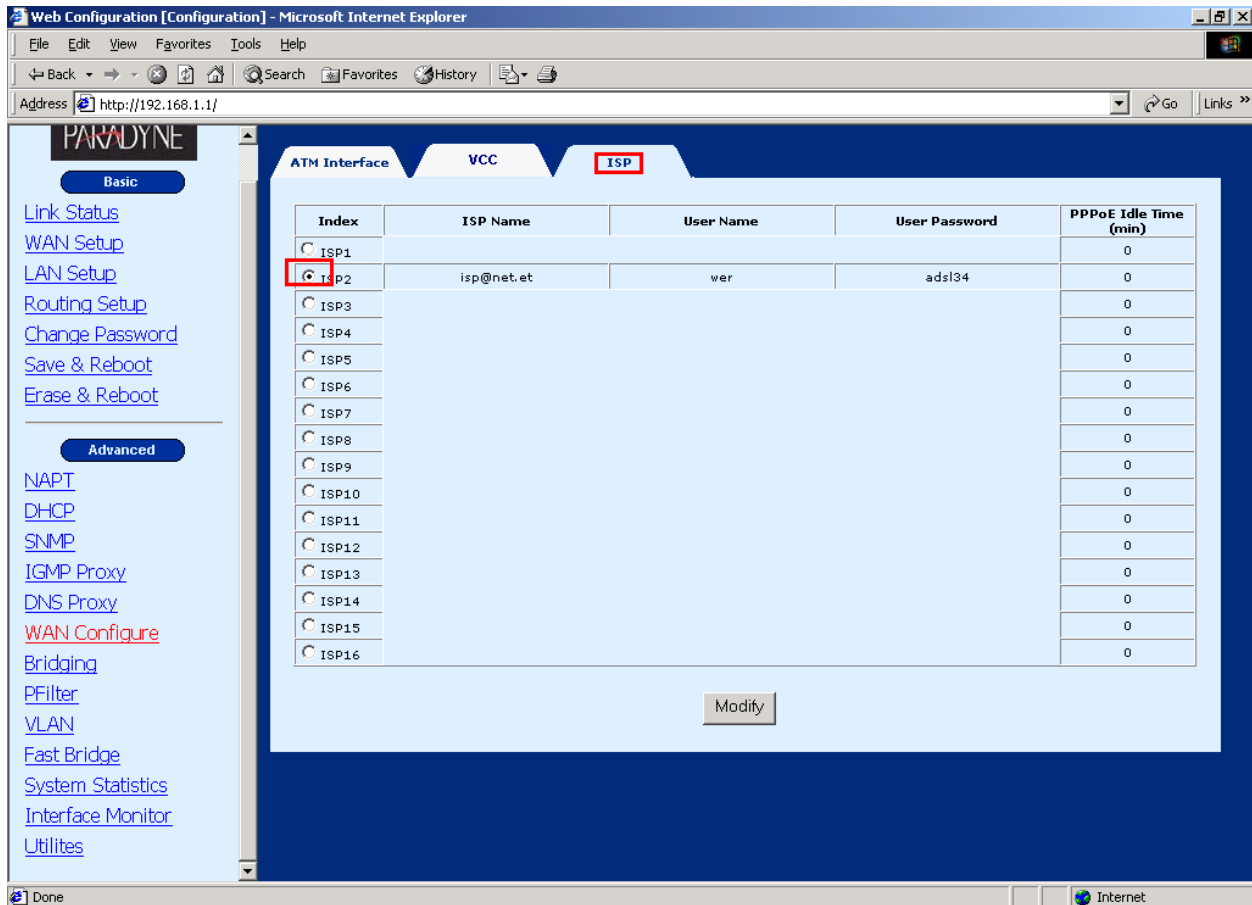 Web Configuration [Configuration] - Microsoft Internet Explorer
File Edit View Favorites Tools Help
Back Search Favorites History
Address http://192.168.1.1/ Go Links »
PARADYNE
Basic
Link Status
WAN Setup
LAN Setup
Routing Setup
Change Password
Save & Reboot
Erase & Reboot
Advanced
NAPT
DHCP
SNMP
IGMP Proxy
DNS Proxy
WAN Configure
Bridging
PFilter
VLAN
Fast Bridge
System Statistics
Interface Monitor
Utilites
ATM Interface VCC ISP
Index ISP Name User Name User Password PPPoE Idle Time (min)
ISP1 0
ISP2 isp@net.et wer adsl34 0
ISP3 0
ISP4 0
ISP5 0
ISP6 0
ISP7 0
ISP8 0
ISP9 0
ISP10 0
ISP11 0
ISP12 0
ISP13 0
ISP14 0
ISP15 0
ISP16 0
Modify
Done Internet